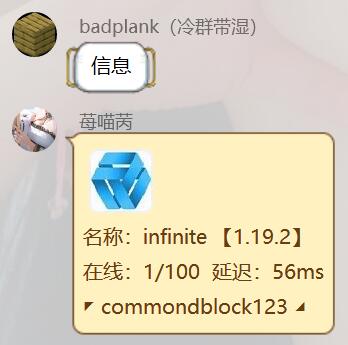 badplank（冷群带湿）
信息
苺喵芮
名称：infinite 【1.19.2】
在线：1/100 延迟：56ms
◤ commondblock123 ◢